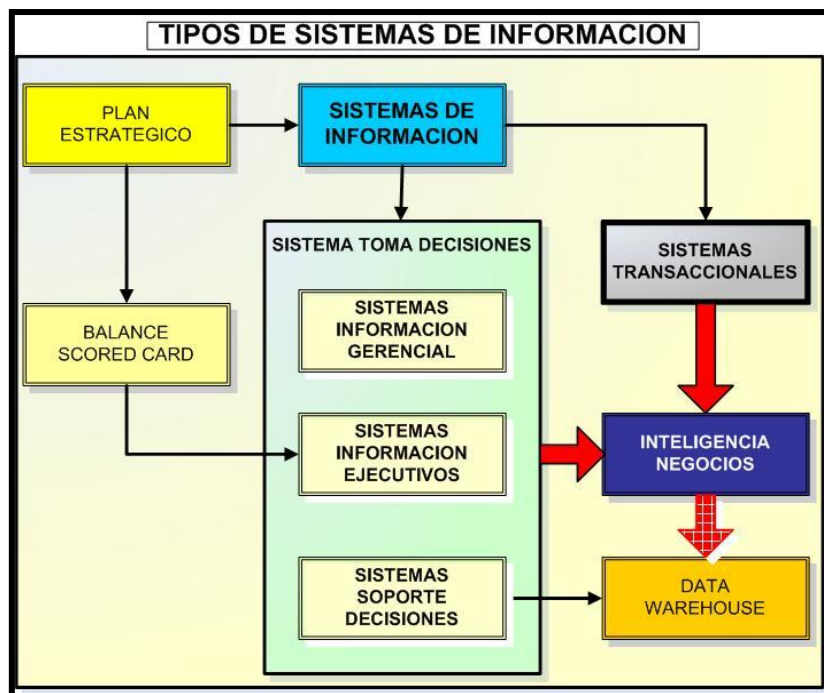 TIPOS DE SISTEMAS DE INFORMACION
PLAN
ESTRATEGICO
SISTEMAS DE
INFORMACION
SISTEMA TOMA DECISIONES
SISTEMAS
TRANSACCIONALES
SISTEMAS
INFORMACION
GERENCIAL
BALANCE
SCORED CARD
SISTEMAS
INFORMACION
EJECUTIVOS
INTELIGENCIA
NEGOCIOS
SISTEMAS
SOPORTE
DECISIONES
DATA
WAREHOUSE